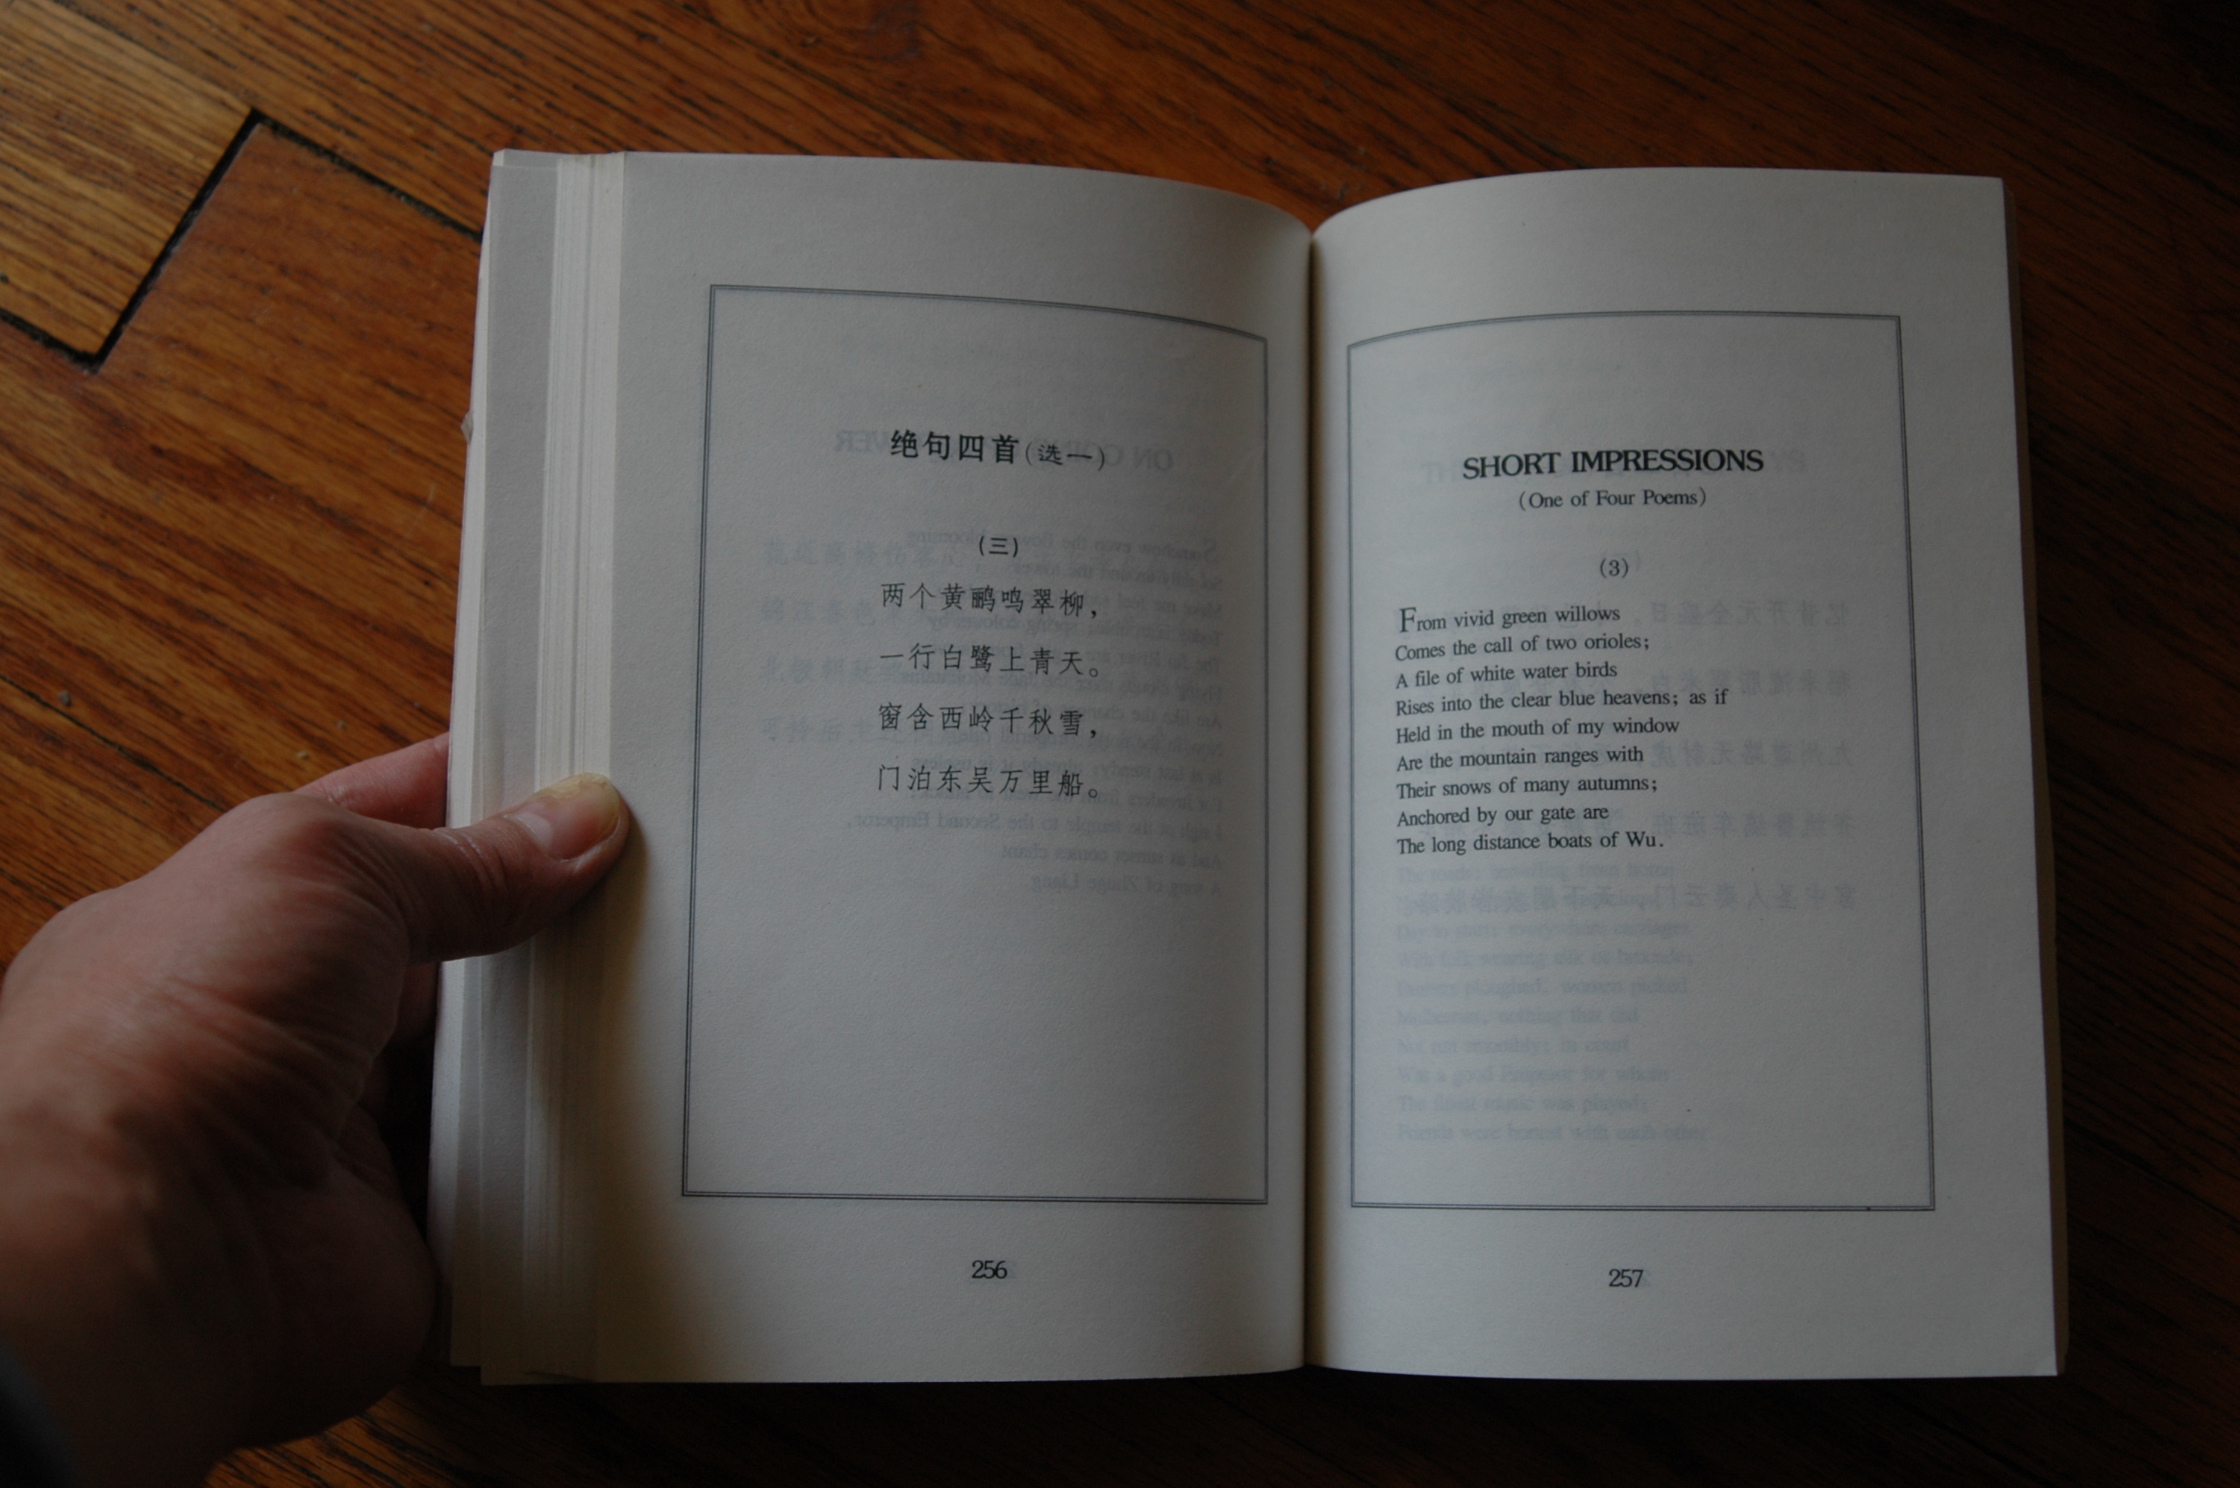 绝句四首(选一)
(三)
两个黄鹂鸣翠柳，
一行白鹭上青天。
窗含西岭千秋雪，
门泊东吴万里船。
256
SHORT IMPRESSIONS
(One of Four Poems)
(3)
From vivid green willows
Comes the call of two orioles;
A file of white water birds
Rises into the clear blue heavens; as if
Held in the mouth of my window
Are the mountain ranges with
Their snows of many autumns;
Anchored by our gate are
The long distance boats of Wu.
257